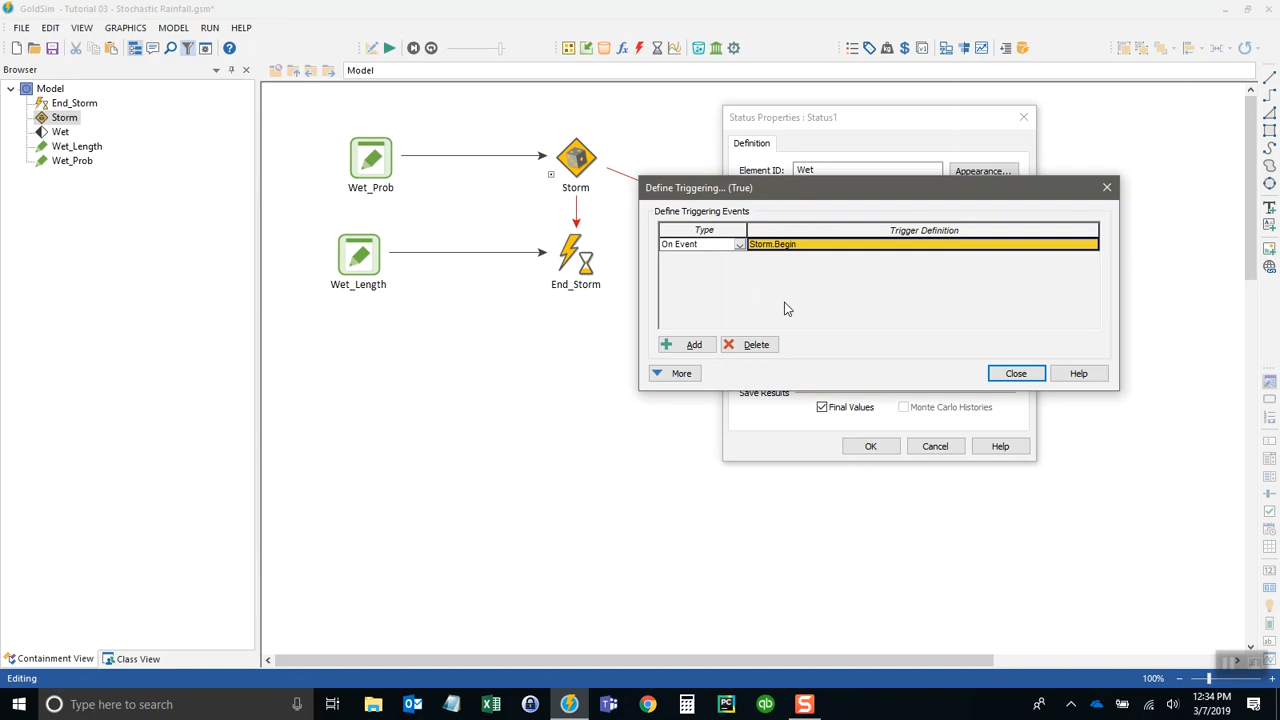 GoldSim - Tutorial 03 - Stochastic Rainfall.gsm*
FILE EDIT VIEW GRAPHICS MODEL RUN HELP
Browser
Model
Model
End_Storm
Storm
Wet
Wet_Length
Wet_Prob
Wet_Prob
Storm
Wet_Length
End_Storm
Status Properties : Status1
Definition
Element ID: Wet Appearance...
Define Triggering... (True)
Define Triggering Events
Type Trigger Definition
On Event Storm.Begin
Add Delete
More Close Help
Save Results
Final Values Monte Carlo Histories
OK Cancel Help
Containment View Class View
Editing 100%
Type here to search
12:34 PM
3/7/2019